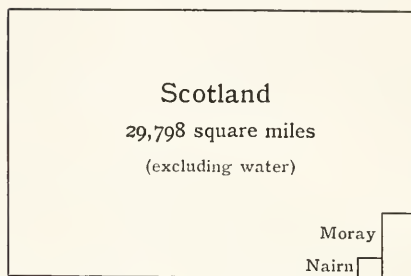 Scotland
29,798 square miles
(excluding water)
Moray
Nairn